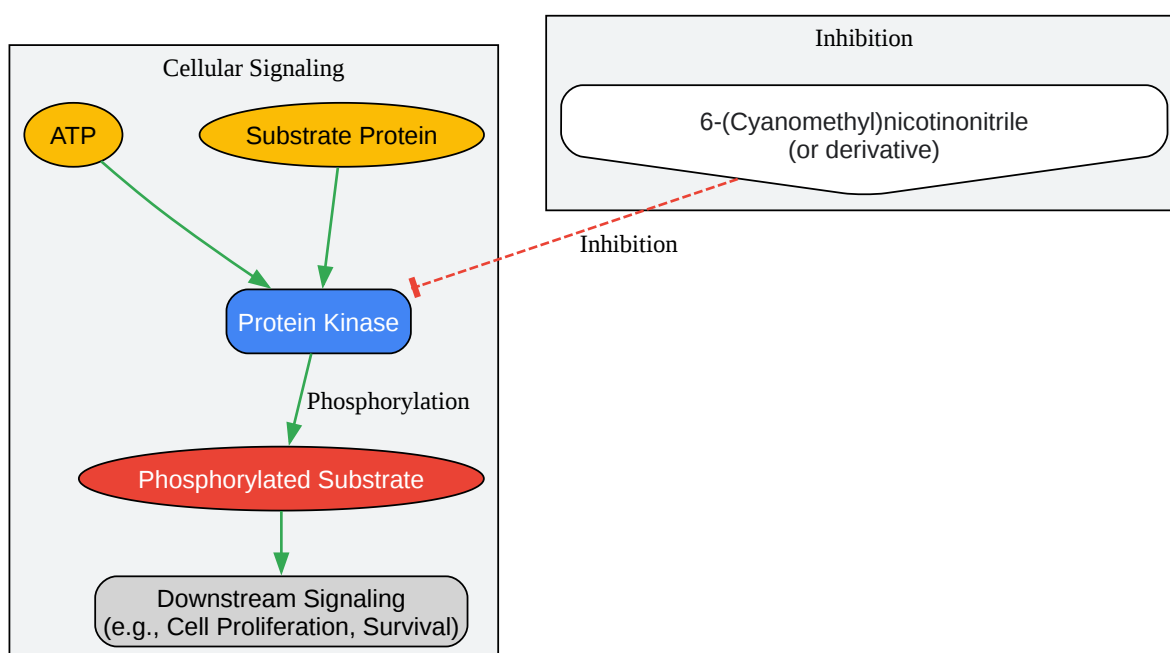 Inhibition
Cellular Signaling
6-(Cyanomethyl)nicotinonitrile
(or derivative)
ATP
Substrate Protein
Inhibition
Protein Kinase
Phosphorylation
Phosphorylated Substrate
Downstream Signaling
(e.g., Cell Proliferation, Survival)